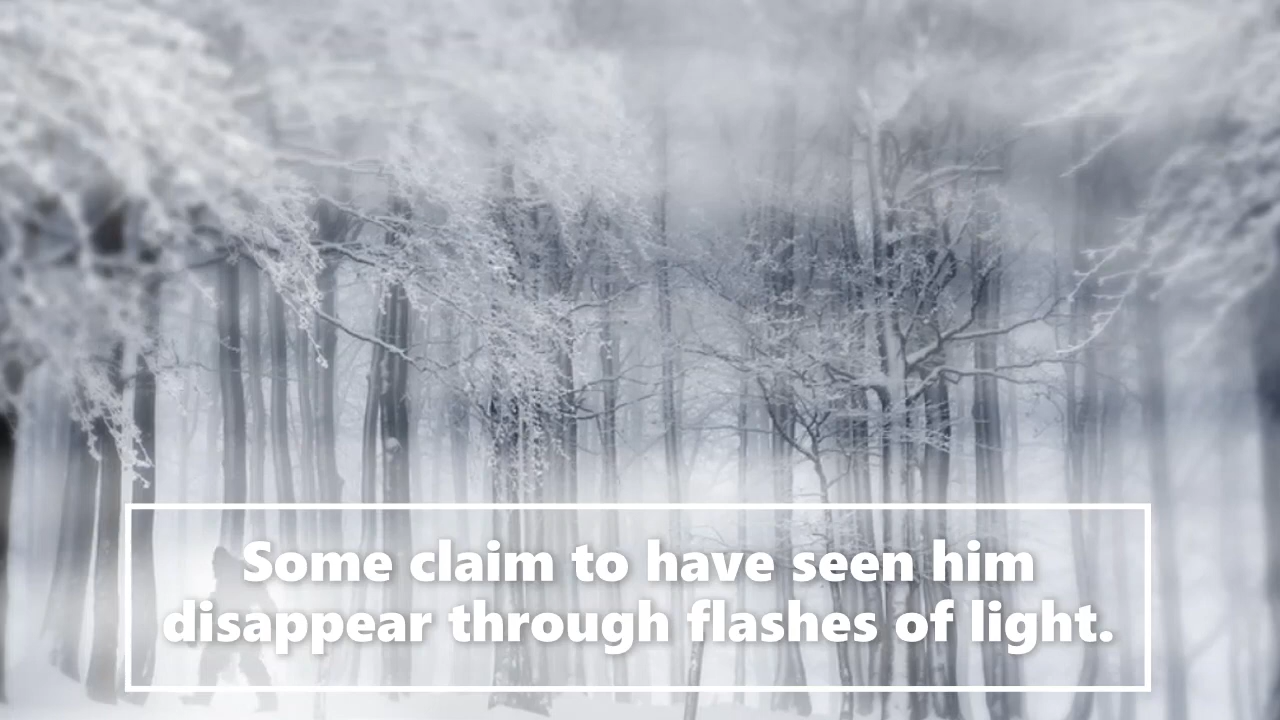 Some claim to have seen him
disappear through flashes of light.